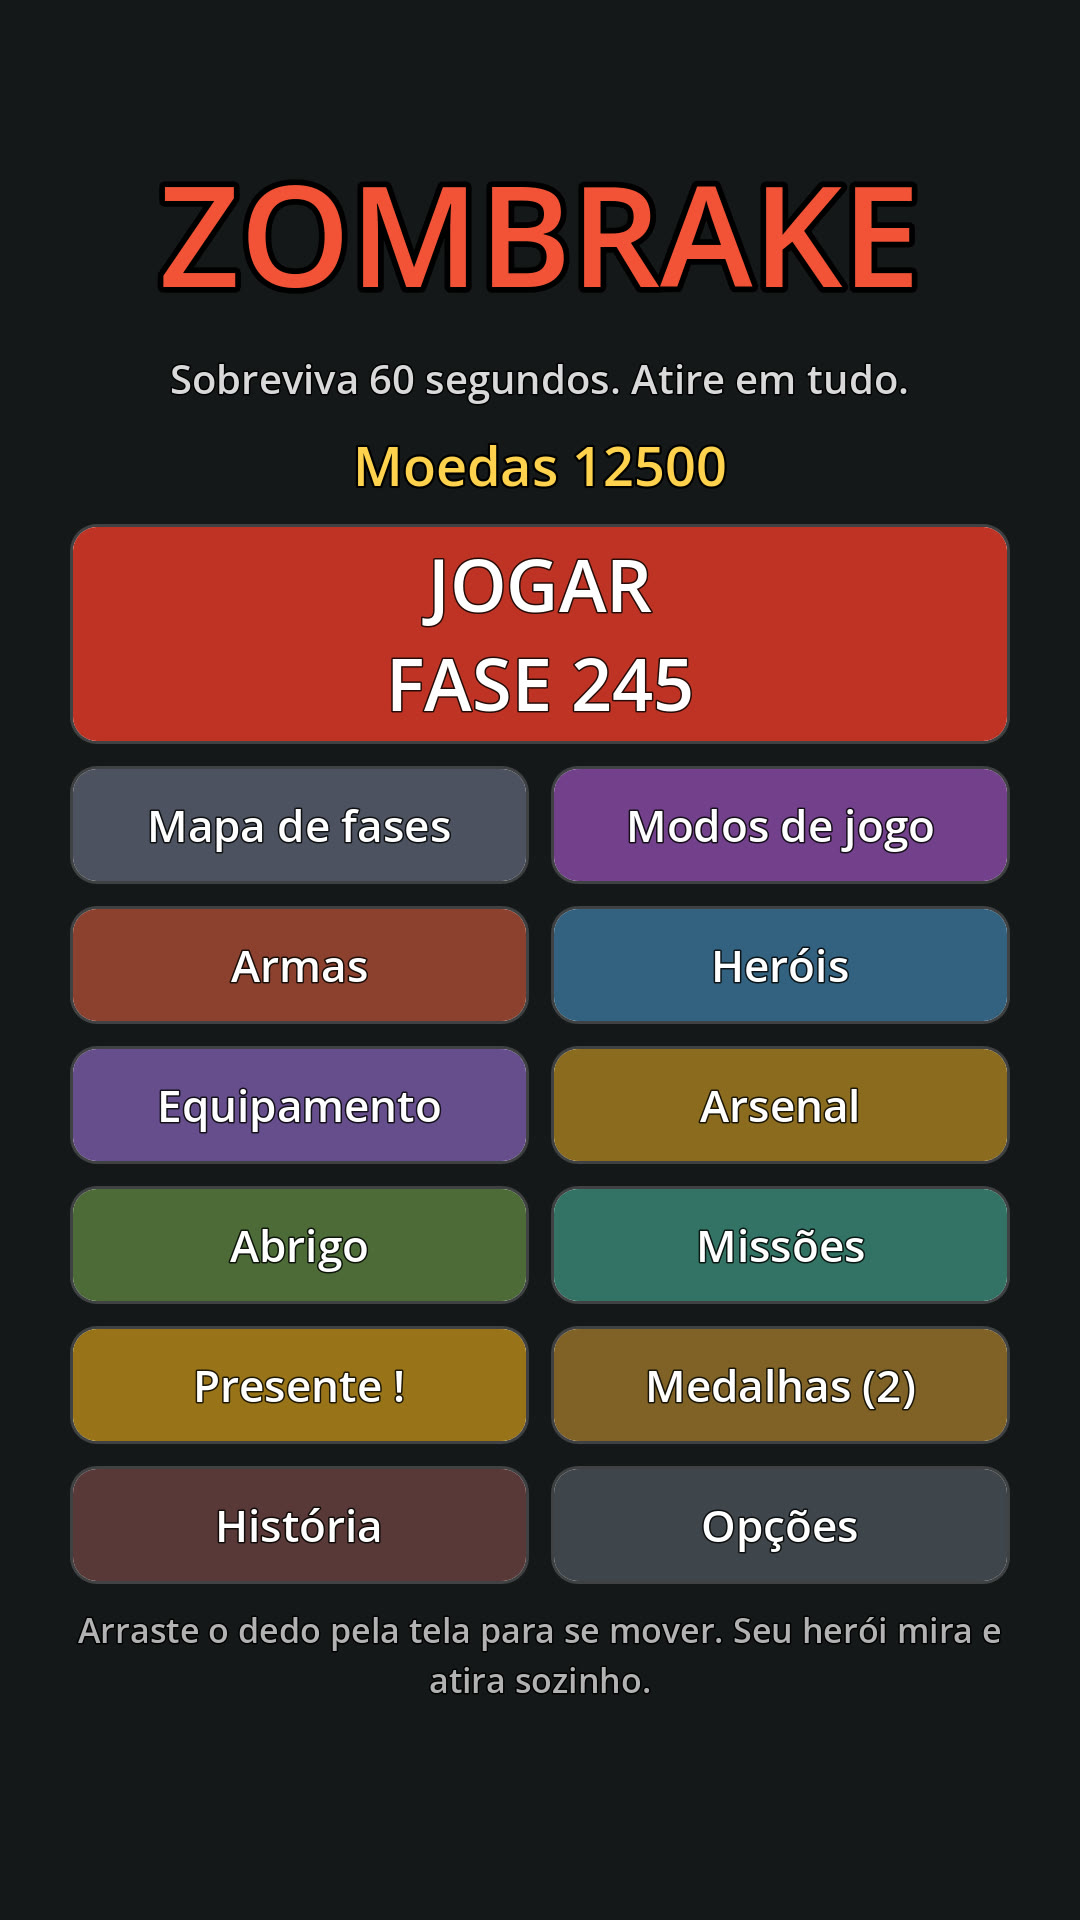 ZOMBRAKE
Sobreviva 60 segundos. Atire em tudo.
Moedas 12500
JOGAR
FASE 245
Mapa de fases
Modos de jogo
Armas
Heróis
Equipamento
Arsenal
Abrigo
Missões
Presente !
Medalhas (2)
História
Opções
Arraste o dedo pela tela para se mover. Seu herói mira e
atira sozinho.